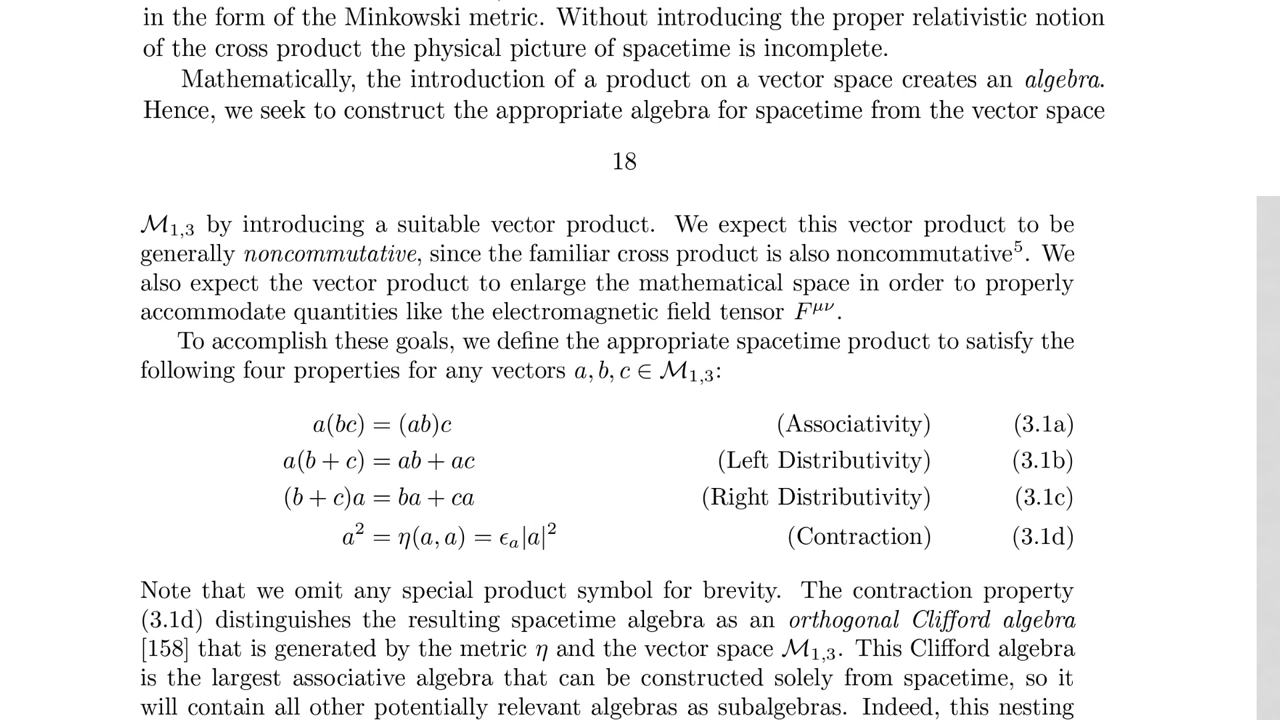 in the form of the Minkowski metric. Without introducing the proper relativistic notion
of the cross product the physical picture of spacetime is incomplete.
Mathematically, the introduction of a product on a vector space creates an algebra.
Hence, we seek to construct the appropriate algebra for spacetime from the vector space
18
ℳ₁,₃ by introducing a suitable vector product. We expect this vector product to be
generally noncommutative, since the familiar cross product is also noncommutative⁵. We
also expect the vector product to enlarge the mathematical space in order to properly
accommodate quantities like the electromagnetic field tensor F^μν.
To accomplish these goals, we define the appropriate spacetime product to satisfy the
following four properties for any vectors a, b, c ∈ ℳ₁,₃:
a(bc) = (ab)c (Associativity) (3.1a)
a(b + c) = ab + ac (Left Distributivity) (3.1b)
(b + c)a = ba + ca (Right Distributivity) (3.1c)
a² = η(a, a) = ϵₐ|a|² (Contraction) (3.1d)
Note that we omit any special product symbol for brevity. The contraction property
(3.1d) distinguishes the resulting spacetime algebra as an orthogonal Clifford algebra
[158] that is generated by the metric η and the vector space ℳ₁,₃. This Clifford algebra
is the largest associative algebra that can be constructed solely from spacetime, so it
will contain all other potentially relevant algebras as subalgebras. Indeed, this nesting